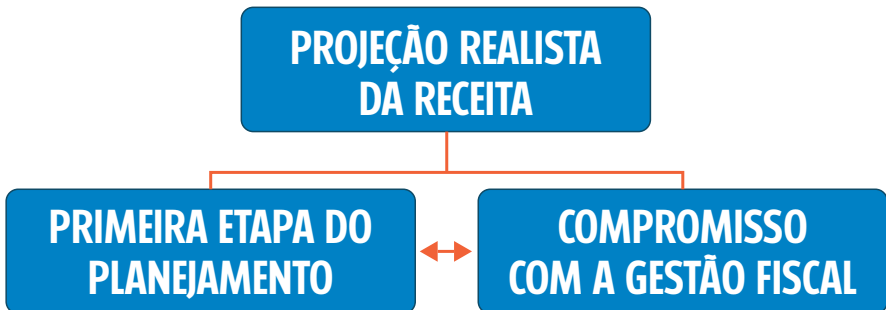 PROJEÇÃO REALISTA
DA RECEITA
PRIMEIRA ETAPA DO
PLANEJAMENTO
COMPROMISSO
COM A GESTÃO FISCAL